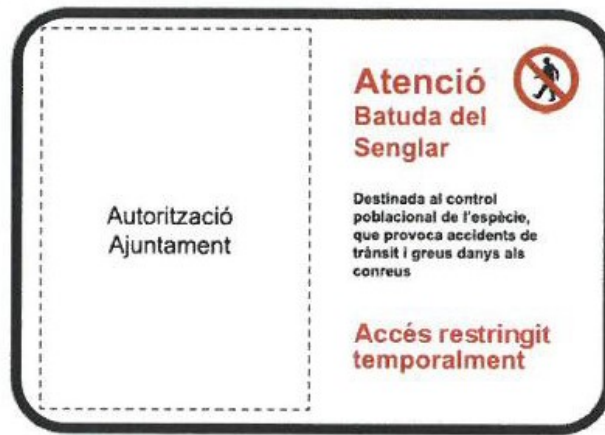 Autorització
Ajuntament
Atenció
Batuda del
Senglar
Destinada al control
poblacional de l'espècie,
que provoca accidents de
trànsit i greus danys als
conreus
Accés restringit
temporalment